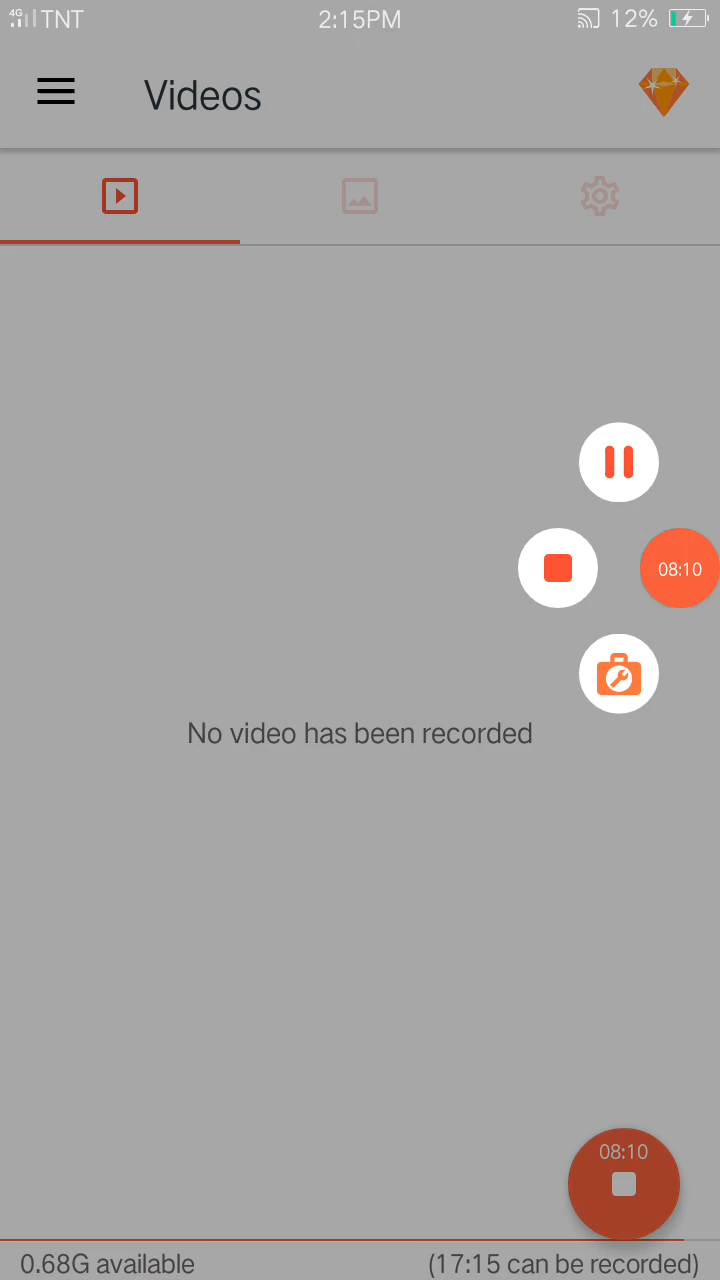 4G TNT 2:15PM 12%
Videos
08:10
No video has been recorded
08:10
0.68G available (17:15 can be recorded)